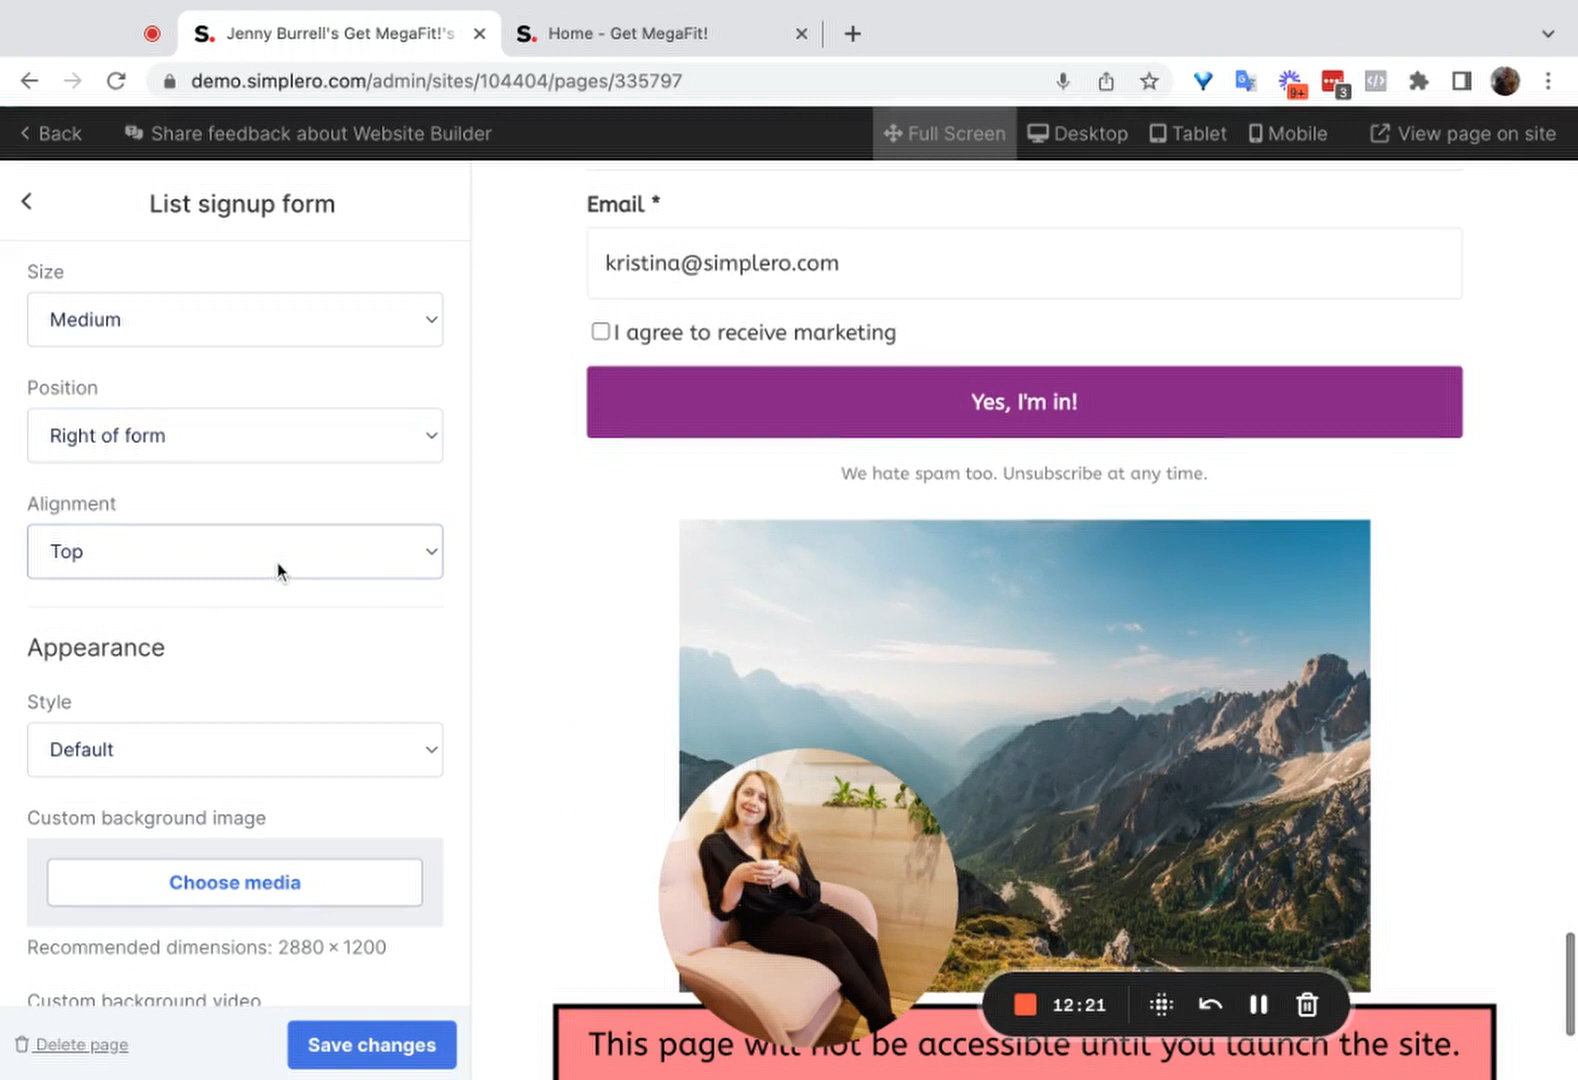 S. Jenny Burrell's Get MegaFit!'s
S. Home - Get MegaFit!
demo.simplero.com/admin/sites/104404/pages/335797
9+
3
Back
Share feedback about Website Builder
Full Screen
Desktop
Tablet
Mobile
View page on site
List signup form
Size
Medium
Position
Right of form
Alignment
Top
Appearance
Style
Default
Custom background image
Choose media
Recommended dimensions: 2880 × 1200
Custom background video
Delete page
Save changes
Email *
kristina@simplero.com
I agree to receive marketing
Yes, I'm in!
We hate spam too. Unsubscribe at any time.
12:21
This page will not be accessible until you launch the site.